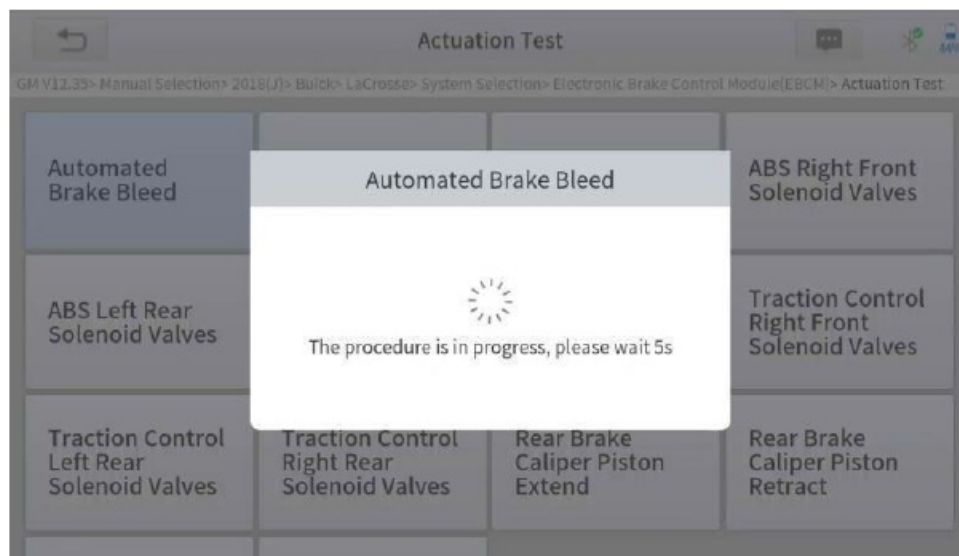 Actuation Test
GM V12.35> Manual Selection> 2018(J)> Buick> LaCrosse> System Selection> Electronic Brake Control Module(EBCM)> Actuation Test
Automated
Brake Bleed
ABS Right Front
Solenoid Valves
Automated Brake Bleed
The procedure is in progress, please wait 5s
ABS Left Rear
Solenoid Valves
Traction Control
Right Front
Solenoid Valves
Traction Control
Left Rear
Solenoid Valves
Traction Control
Right Rear
Solenoid Valves
Rear Brake
Caliper Piston
Extend
Rear Brake
Caliper Piston
Retract